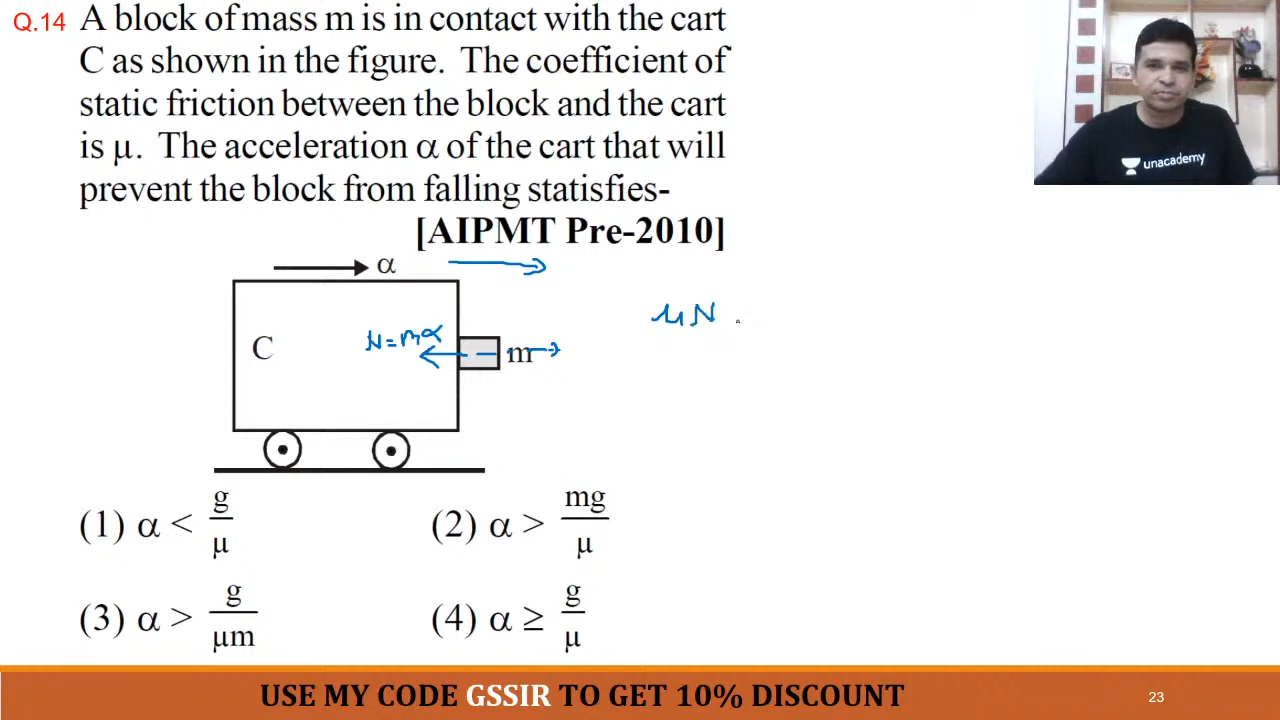 Q.14 A block of mass m is in contact with the cart
C as shown in the figure. The coefficient of
static friction between the block and the cart
is µ. The acceleration α of the cart that will
prevent the block from falling statisfies-
[AIPMT Pre-2010]
α
C
N = mα
m
µN
(1) α < g/µ
(2) α > mg/µ
(3) α > g/µm
(4) α ≥ g/µ
unacademy
USE MY CODE GSSIR TO GET 10% DISCOUNT
23